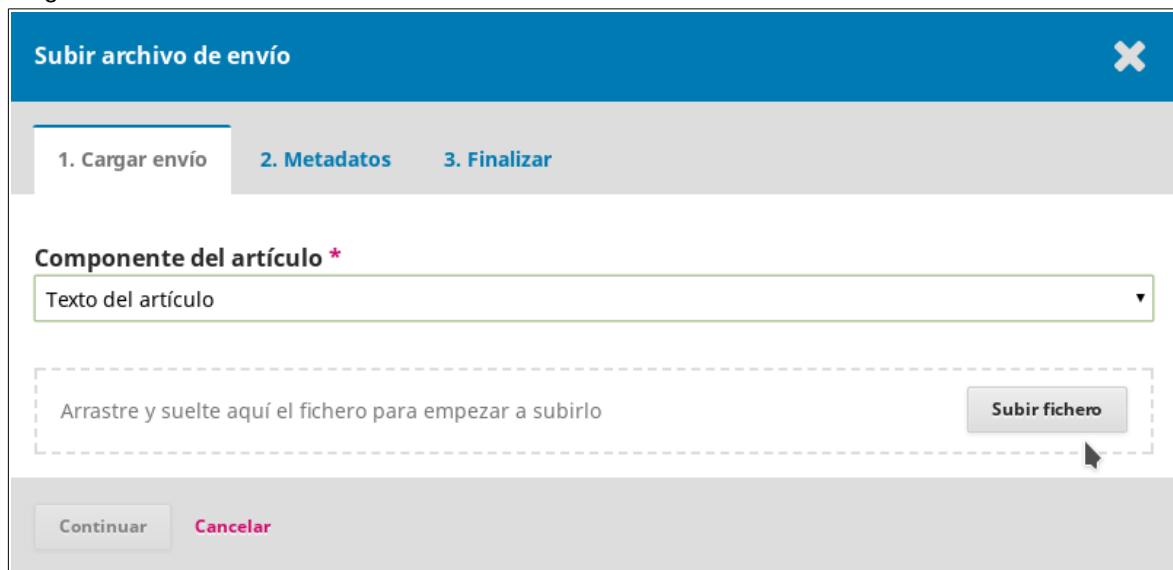 Subir archivo de envío
1. Cargar envío 2. Metadatos 3. Finalizar
Componente del artículo *
Texto del artículo
Arrastre y suelte aquí el fichero para empezar a subirlo Subir fichero
Continuar Cancelar